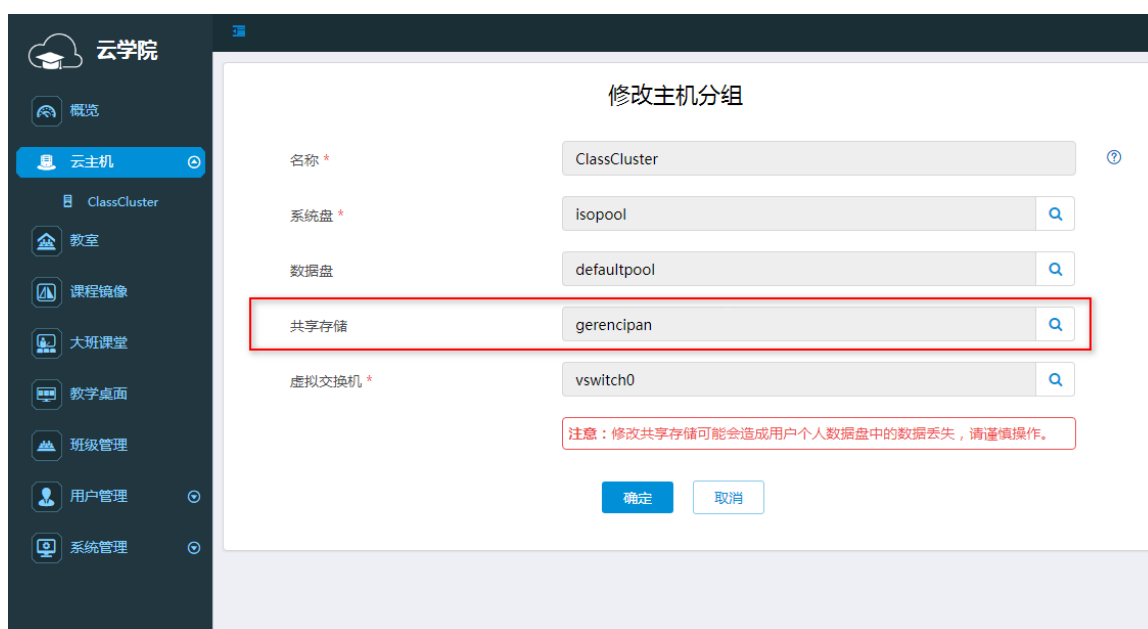 云学院
概览
云主机
ClassCluster
教室
课程镜像
大班课堂
教学桌面
班级管理
用户管理
系统管理
修改主机分组
名称 * ClassCluster
系统盘 * isopool
数据盘 defaultpool
共享存储 gerencipan
虚拟交换机 * vswitch0
注意：修改共享存储可能会造成用户个人数据盘中的数据丢失，请谨慎操作。
确定 取消